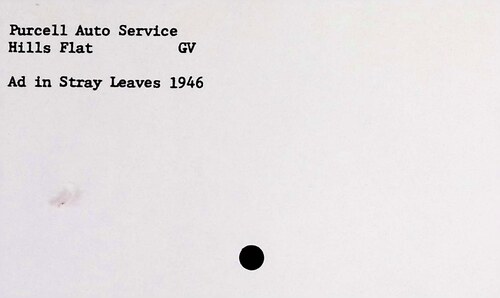 Purcell Auto Service
Hills Flat GV
Ad in Stray Leaves 1946